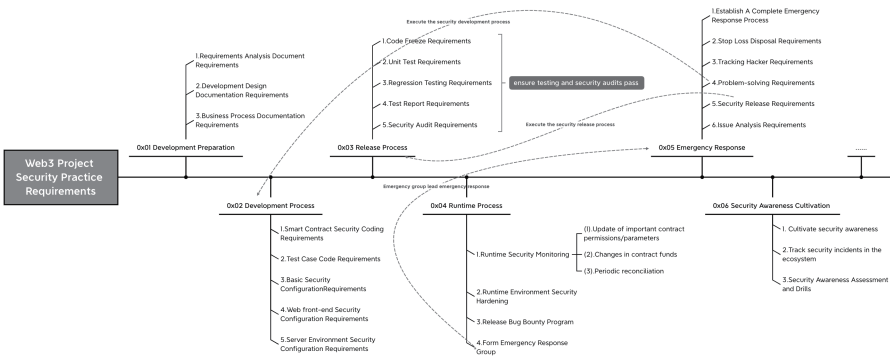 Web3 Project
Security Practice
Requirements
1.Requirements Analysis Document
Requirements
2.Development Design
Documentation Requirements
3.Business Process Documentation
Requirements
0x01 Development Preparation
0x02 Development Process
1.Smart Contract Security Coding
Requirements
2.Test Case Code Requirements
3.Basic Security
ConfigurationRequirements
4.Web front-end Security
Configuration Requirements
5.Server Environment Security
Configuration Requirements
Execute the security development process
1.Code Freeze Requirements
2.Unit Test Requirements
3.Regression Testing Requirements
4.Test Report Requirements
5.Security Audit Requirements
ensure testing and security audits pass
0x03 Release Process
Execute the security release process
Emergency group lead emergency response
0x04 Runtime Process
1.Runtime Security Monitoring
(1).Update of important contract
permissions/parameters
(2).Changes in contract funds
(3).Periodic reconciliation
2.Runtime Environment Security
Hardening
3.Release Bug Bounty Program
4.Form Emergency Response
Group
1.Establish A Complete Emergency
Response Process
2.Stop Loss Disposal Requirements
3.Tracking Hacker Requirements
4.Problem-solving Requirements
5.Security Release Requirements
6.Issue Analysis Requirements
0x05 Emergency Response
0x06 Security Awareness Cultivation
1. Cultivate security awareness
2.Track security incidents in the
ecosystem
3.Security Awareness Assessment
and Drills
......